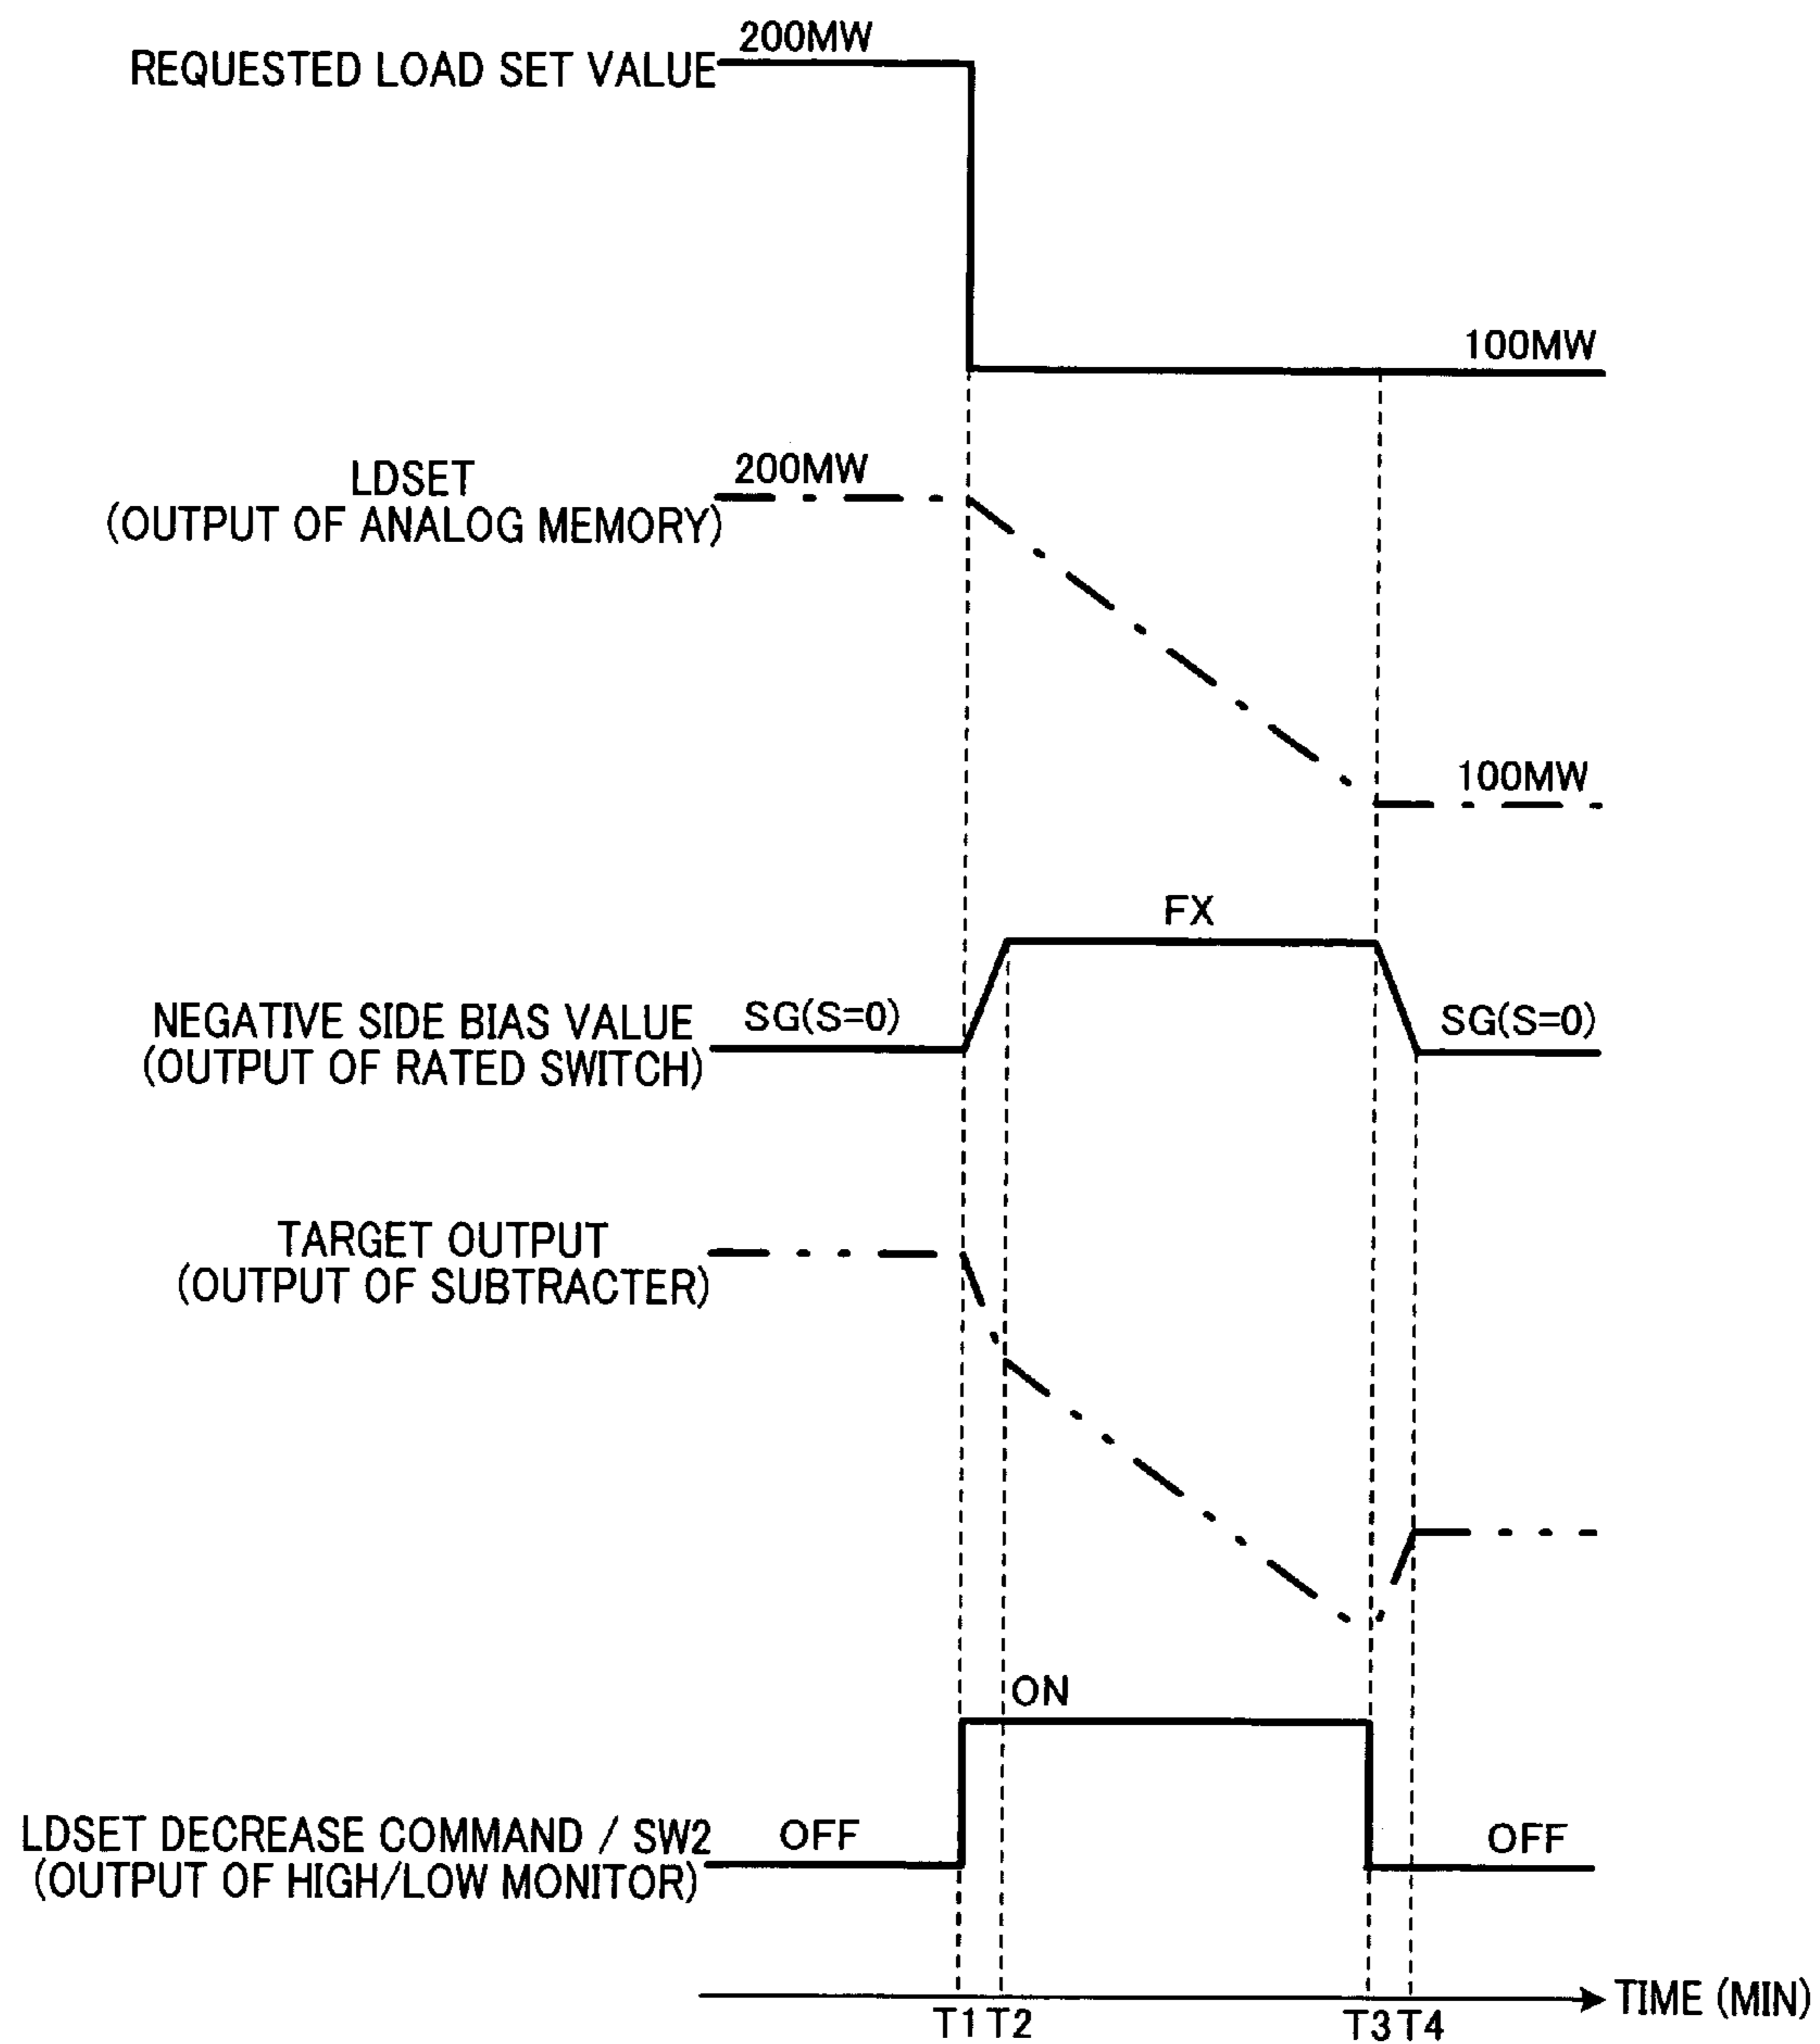 200MW
REQUESTED LOAD SET VALUE
100MW
LDSET
200MW
(OUTPUT OF ANALOG MEMORY)
100MW
FX
NEGATIVE SIDE BIAS VALUE
SG(S=0)
SG(S=0)
(OUTPUT OF RATED SWITCH)
TARGET OUTPUT
(OUTPUT OF SUBTRACTER)
ON
LDSET DECREASE COMMAND / SW2
OFF
OFF
(OUTPUT OF HIGH/LOW MONITOR)
TIME (MIN)
T1 T2 T3 T4